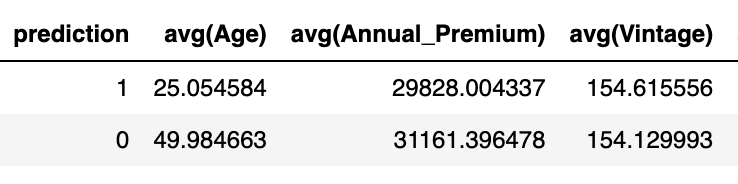 prediction avg(Age) avg(Annual_Premium) avg(Vintage)
1 25.054584 29828.004337 154.615556
0 49.984663 31161.396478 154.129993